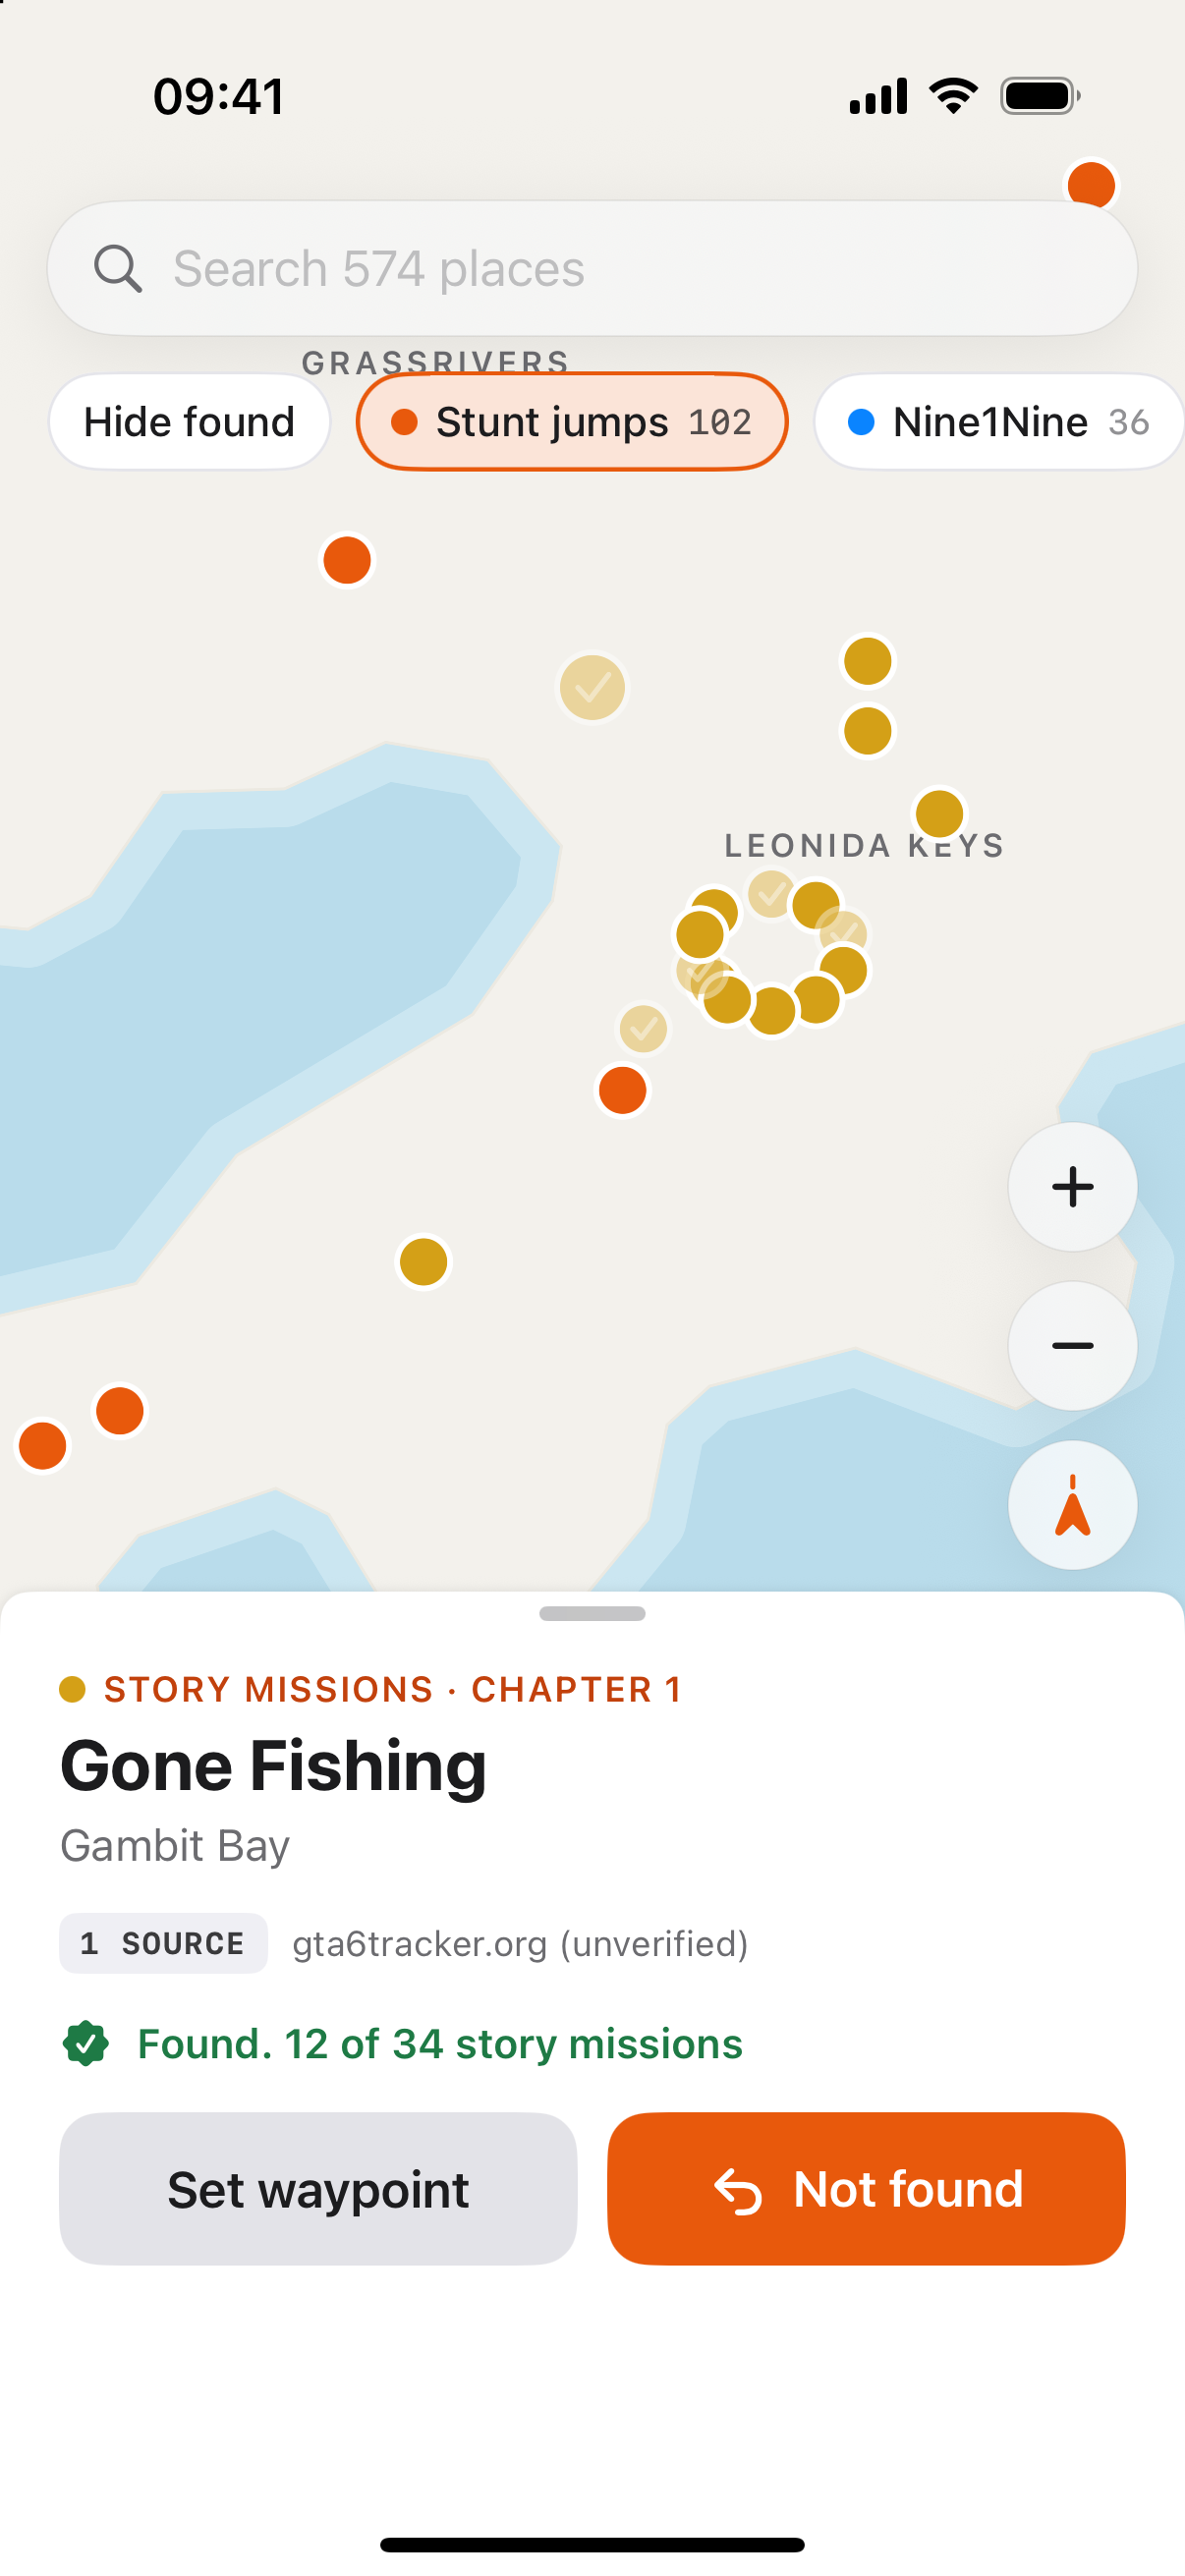 09:41
Search 574 places
GRASSRIVERS
Hide found
Stunt jumps 102
Nine1Nine 36
LEONIDA KEYS
STORY MISSIONS · CHAPTER 1
Gone Fishing
Gambit Bay
1 SOURCE gta6tracker.org (unverified)
Found. 12 of 34 story missions
Set waypoint
Not found